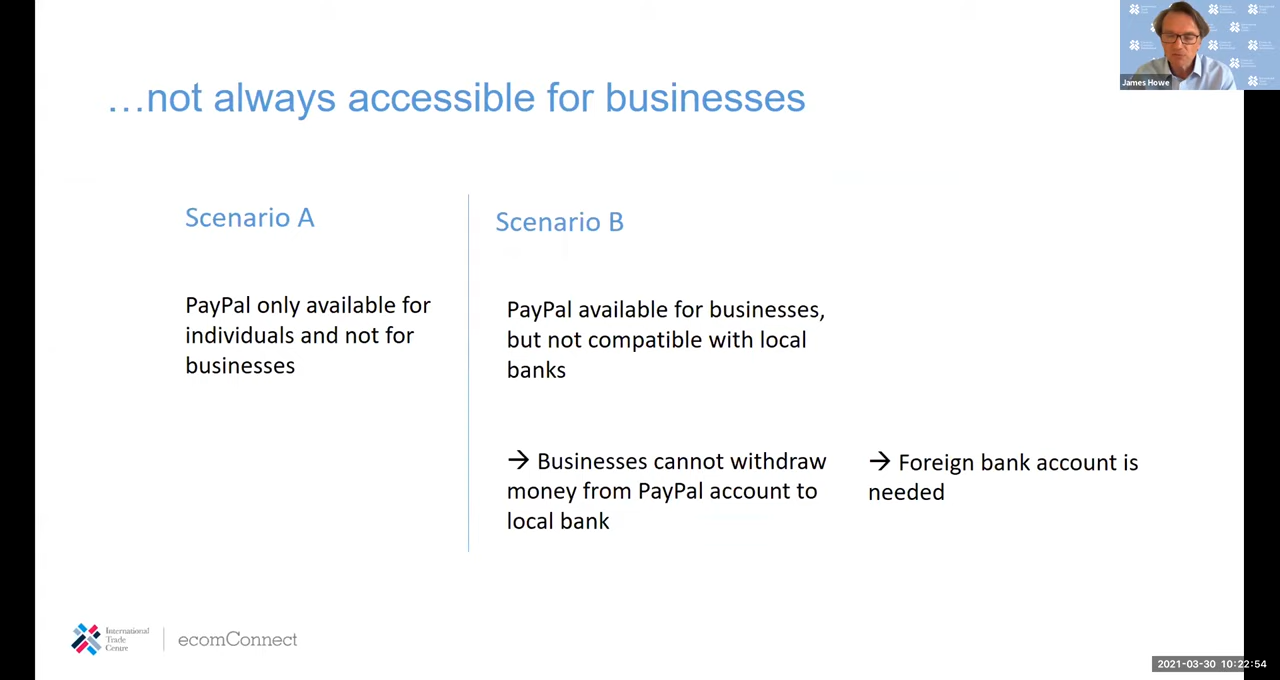 James Howe
…not always accessible for businesses
Scenario A
PayPal only available for
individuals and not for
businesses
Scenario B
PayPal available for businesses,
but not compatible with local
banks
→ Businesses cannot withdraw
money from PayPal account to
local bank
→ Foreign bank account is
needed
International
Trade
Centre
ecomConnect
2021-03-30 10:22:54